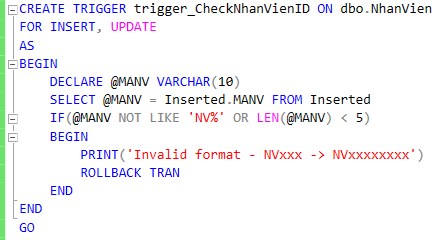 CREATE TRIGGER trigger_CheckNhanVienID ON dbo.NhanVien
FOR INSERT, UPDATE
AS
BEGIN
    DECLARE @MANV VARCHAR(10)
    SELECT @MANV = Inserted.MANV FROM Inserted
    IF(@MANV NOT LIKE 'NV%' OR LEN(@MANV) < 5)
    BEGIN
        PRINT('Invalid format - NVxxx -> NVxxxxxxxx')
        ROLLBACK TRAN
    END
END
GO